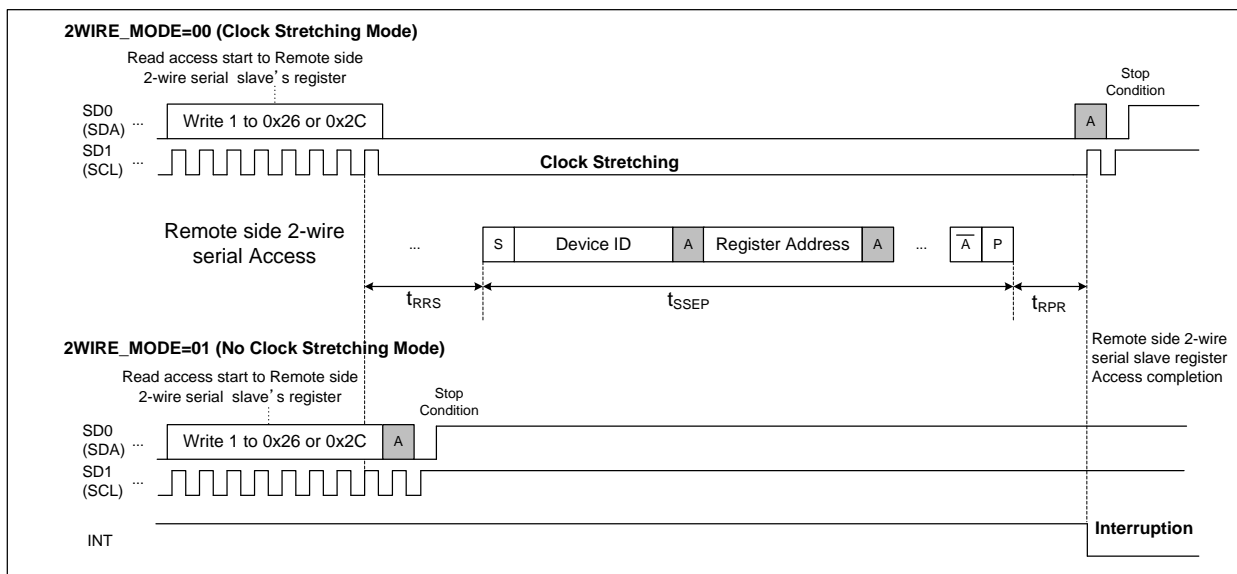 2WIRE_MODE=00 (Clock Stretching Mode)
Read access start to Remote side
2-wire serial slave's register
Stop
Condition
SD0
(SDA) ...
Write 1 to 0x26 or 0x2C
A
SD1
(SCL) ...
Clock Stretching
Remote side 2-wire
serial Access
... S Device ID A Register Address A ... A̅ P
tRRS tSSEP tRPR
2WIRE_MODE=01 (No Clock Stretching Mode)
Remote side 2-wire
serial slave register
Access completion
Read access start to Remote side
2-wire serial slave's register
Stop
Condition
SD0
(SDA) ...
Write 1 to 0x26 or 0x2C A
SD1
(SCL) ...
INT
Interruption